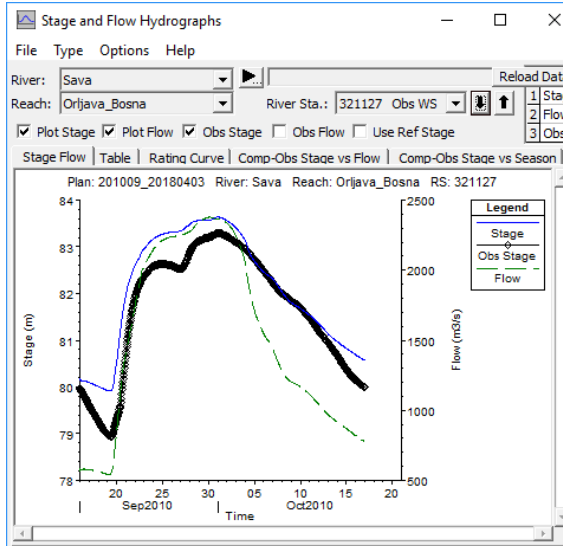 Stage and Flow Hydrographs
File Type Options Help
River: Sava Reload Dat
Reach: Orljava_Bosna River Sta.: 321127 Obs WS
1 Stag
2 Flow
3 Obs
Plot Stage Plot Flow Obs Stage Obs Flow Use Ref Stage
Stage Flow Table Rating Curve Comp-Obs Stage vs Flow Comp-Obs Stage vs Season
Plan: 201009_20180403 River: Sava Reach: Orljava_Bosna RS: 321127
84
83
82
81
80
79
78
Stage (m)
2500
2000
1500
1000
500
Flow (m3/s)
Legend
Stage
Obs Stage
Flow
20 25 30 05 10 15 20
Sep2010 Oct2010
Time